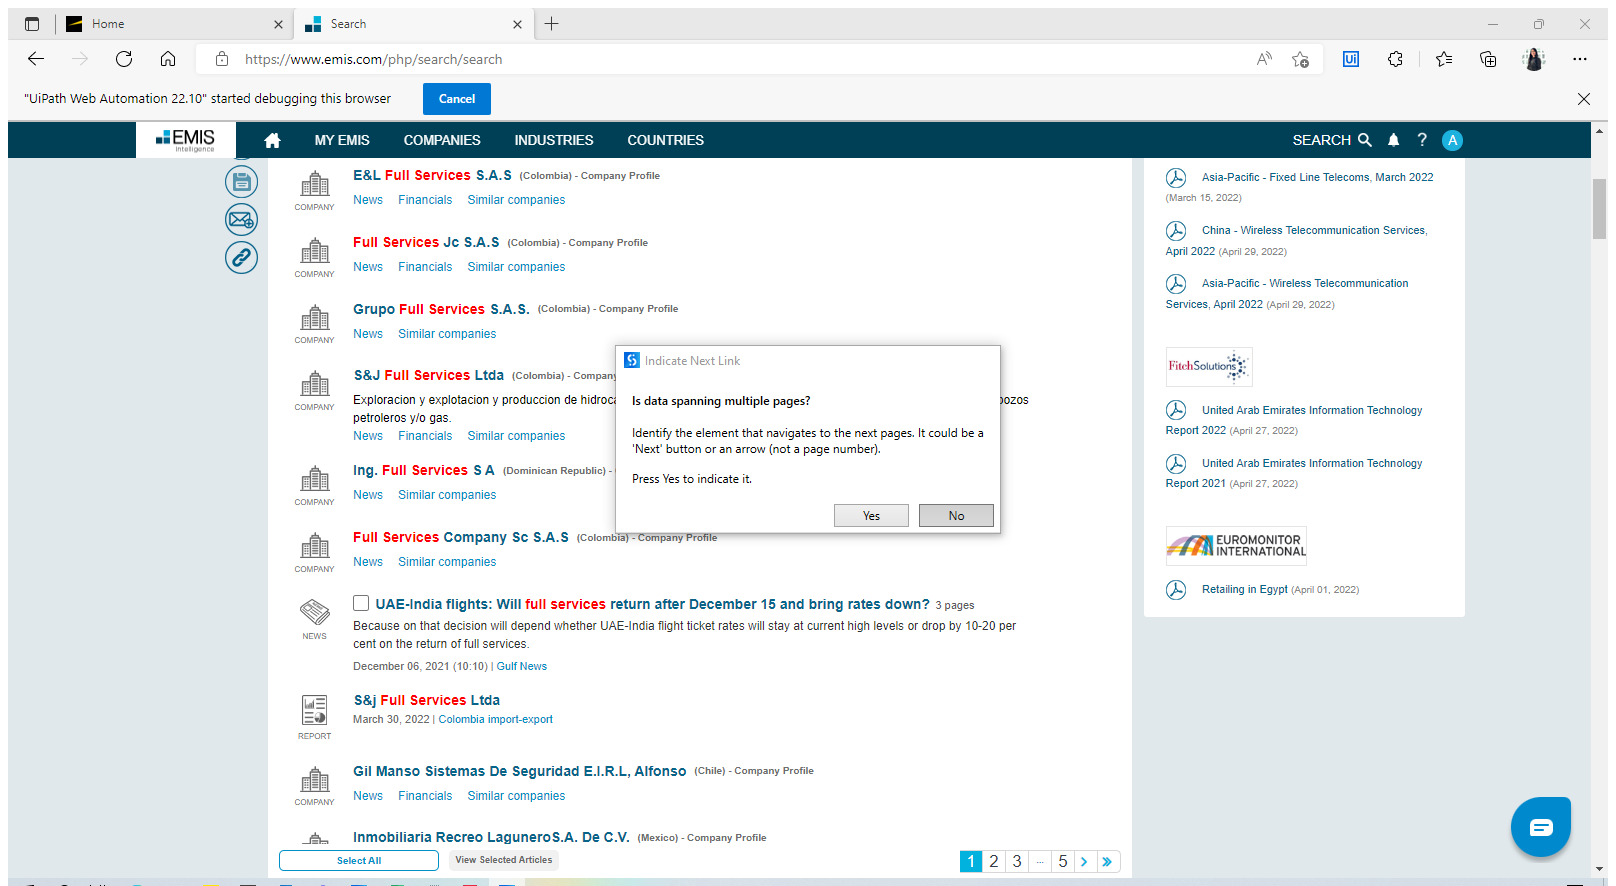 Home
Search
https://www.emis.com/php/search/search
"UiPath Web Automation 22.10" started debugging this browser
Cancel
EMIS
Intelligence
MY EMIS
COMPANIES
INDUSTRIES
COUNTRIES
SEARCH
?
A
E&L Full Services S.A.S (Colombia) - Company Profile
COMPANY
News Financials Similar companies
Full Services Jc S.A.S (Colombia) - Company Profile
COMPANY
News Financials Similar companies
Grupo Full Services S.A.S. (Colombia) - Company Profile
COMPANY
News Similar companies
S&J Full Services Ltda (Colombia) - Company
COMPANY
Exploracion y explotacion y produccion de hidroca
pozos
petroleros y/o gas.
News Financials Similar companies
Ing. Full Services S A (Dominican Republic) -
COMPANY
News Similar companies
Full Services Company Sc S.A.S (Colombia) - Company Profile
COMPANY
News Similar companies
UAE-India flights: Will full services return after December 15 and bring rates down? 3 pages
NEWS
Because on that decision will depend whether UAE-India flight ticket rates will stay at current high levels or drop by 10-20 per
cent on the return of full services.
December 06, 2021 (10:10) | Gulf News
S&j Full Services Ltda
March 30, 2022 | Colombia import-export
REPORT
Gil Manso Sistemas De Seguridad E.I.R.L, Alfonso (Chile) - Company Profile
COMPANY
News Financials Similar companies
Inmobiliaria Recreo LaguneroS.A. De C.V. (Mexico) - Company Profile
Select All
View Selected Articles
1 2 3 ... 5 > »
Indicate Next Link
Is data spanning multiple pages?
Identify the element that navigates to the next pages. It could be a
'Next' button or an arrow (not a page number).
Press Yes to indicate it.
Yes
No
Asia-Pacific - Fixed Line Telecoms, March 2022
(March 15, 2022)
China - Wireless Telecommunication Services,
April 2022 (April 29, 2022)
Asia-Pacific - Wireless Telecommunication
Services, April 2022 (April 29, 2022)
FitchSolutions
United Arab Emirates Information Technology
Report 2022 (April 27, 2022)
United Arab Emirates Information Technology
Report 2021 (April 27, 2022)
EUROMONITOR
INTERNATIONAL
Retailing in Egypt (April 01, 2022)